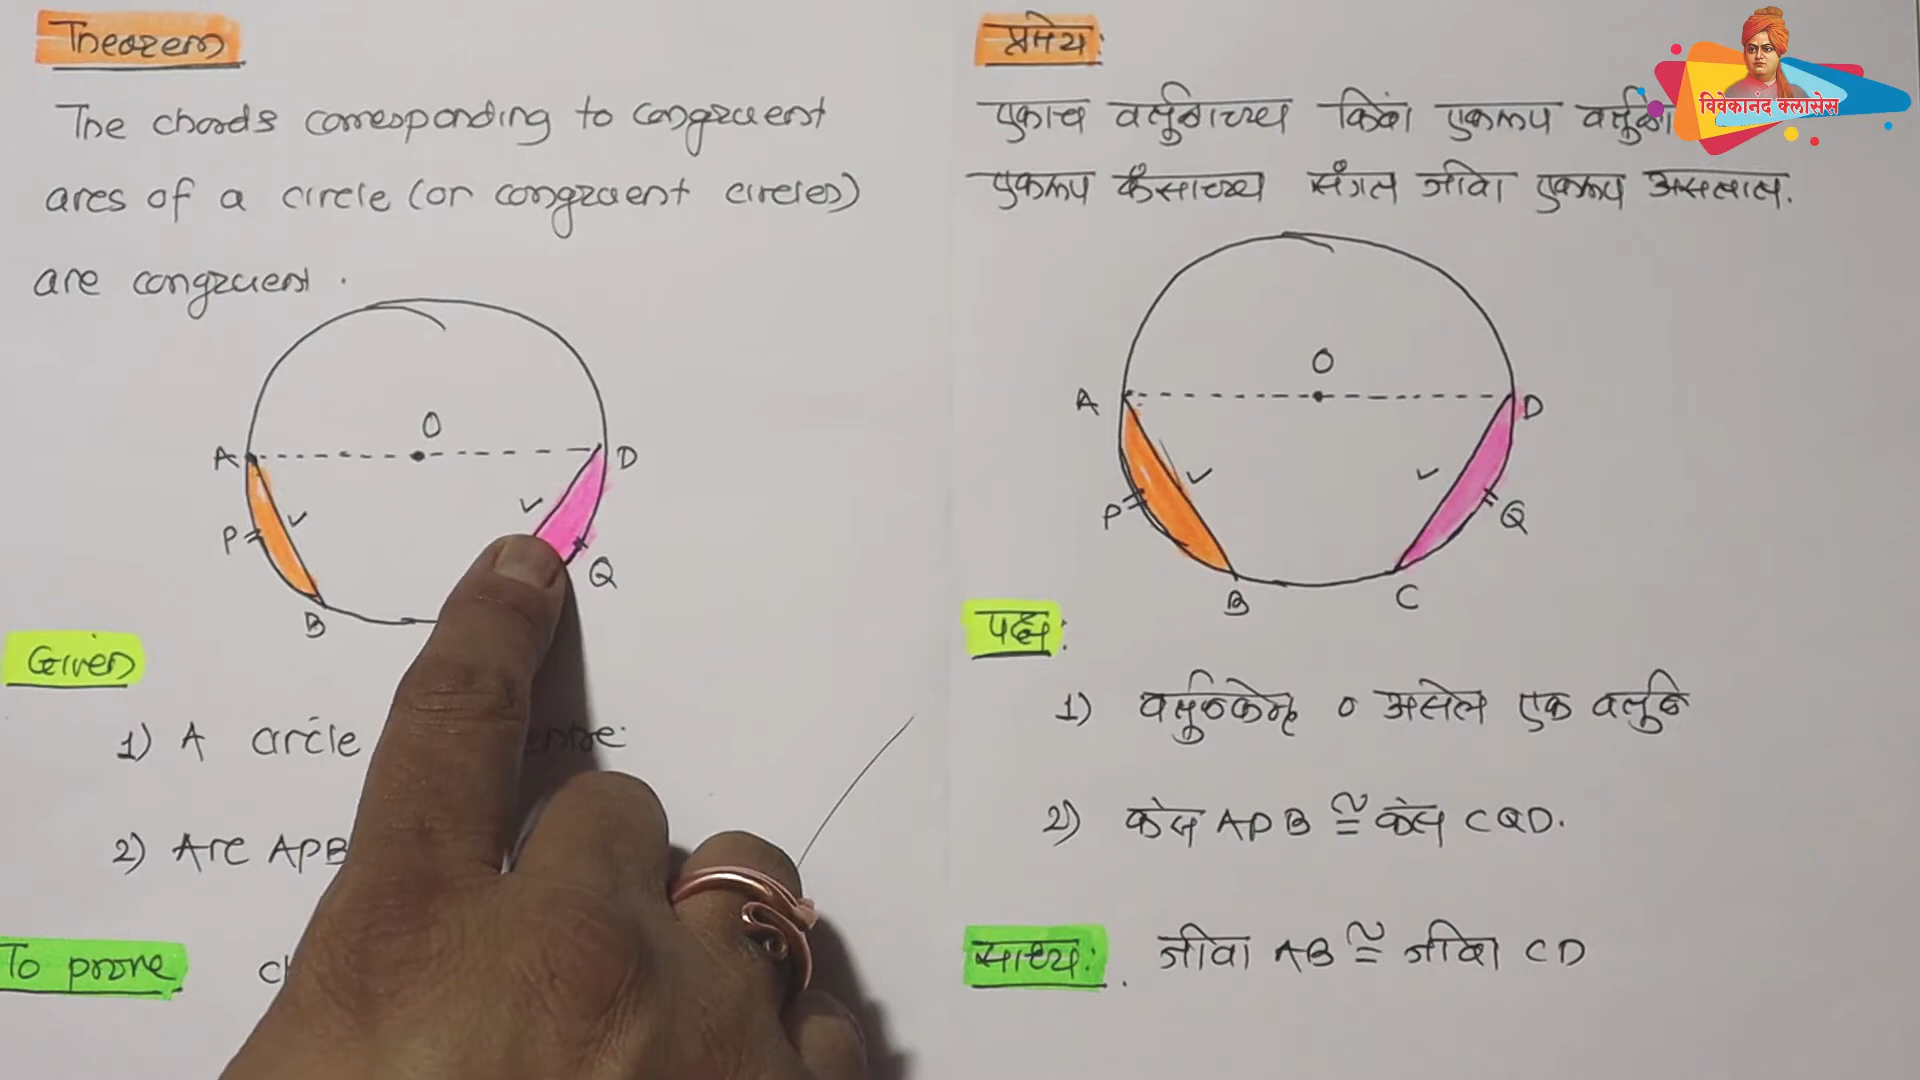 Theorem
The chords corresponding to congruent
arcs of a circle (or congruent circles)
are congruent.
O
A
D
P
Q
B
Given
1) A circle
2) Arc APB
To prove
प्रमेय:
एकाच वर्तुळाच्या किंवा एकरूप
एकरूप कंसाच्या संगत जीवा एकरूप असतात.
O
A
D
P
Q
B
C
पक्ष:
1) वर्तुळकेंद्र O असलेले एक वर्तुळ
2) कंस APB ≅ कंस CQD.
साध्य:. जीवा AB ≅ जीवा CD
विवेकानंद क्लासेस